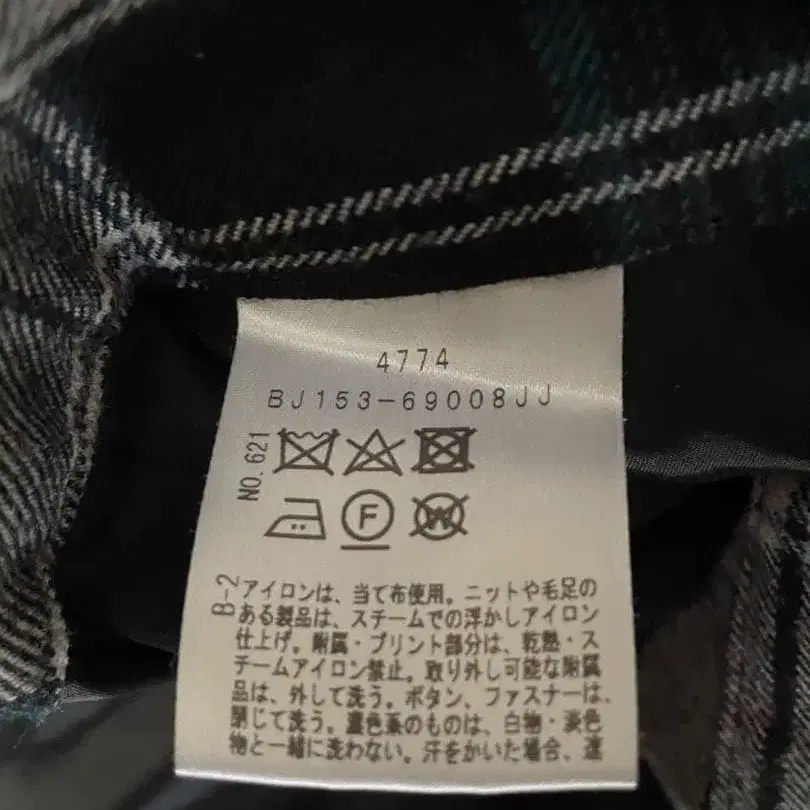 4774
BJ153-69008JJ
NO.621
F
W
B-2
アイロンは、当て布使用。ニットや毛足の
ある製品は、スチームでの浮かしアイロン
仕上げ。附属・プリント部分は、乾熱・ス
チームアイロン禁止。取り外し可能な附属
品は、外して洗う。ボタン、ファスナーは、
閉じて洗う。濃色系のものは、白物・淡色
物と一緒に洗わない。汗をかいた場合、速